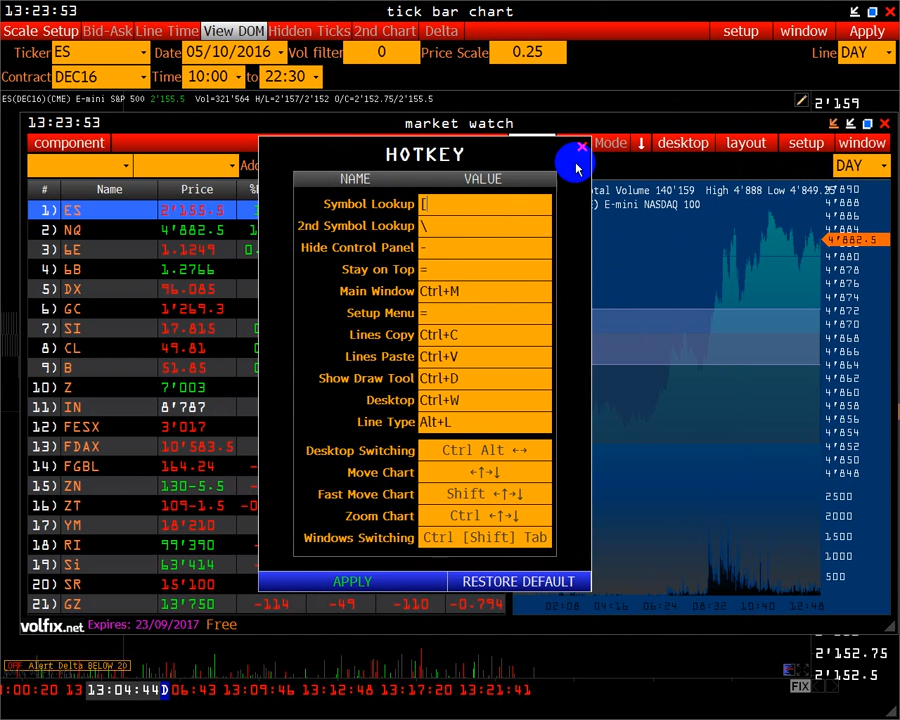 13:23:53 tick bar chart
Scale Setup Bid-Ask Line Time View DOM Hidden Ticks 2nd Chart Delta setup window Apply
Ticker ES Date 05/10/2016 Vol filter 0 Price Scale 0.25 Line DAY
Contract DEC16 Time 10:00 to 22:30
ES(DEC16)(CME) E-mini S&P 500 2'155.5 Vol=321'564 H/L=2'157/2'152 O/C=2'152.75/2'155.5 2'159
13:23:53 market watch
component Mode ↓ desktop layout setup window
DAY
HOTKEY
NAME VALUE
Symbol Lookup [
2nd Symbol Lookup \
Hide Control Panel -
Stay on Top =
Main Window Ctrl+M
Setup Menu =
Lines Copy Ctrl+C
Lines Paste Ctrl+V
Show Draw Tool Ctrl+D
Desktop Ctrl+W
Line Type Alt+L
Desktop Switching Ctrl Alt ↔
Move Chart ←↑→↓
Fast Move Chart Shift ←↑→↓
Zoom Chart Ctrl ←↑→↓
Windows Switching Ctrl [Shift] Tab
APPLY RESTORE DEFAULT
# Name Price
1) ES 2'155.5
2) NQ 4'882.5
3) 6E 1.1249
4) 6B 1.2766
5) DX 96.085
6) GC 1'269.3
7) SI 17.815
8) CL 49.81
9) B 51.85
10) Z 7'003
11) IN 8'787
12) FESX 3'017
13) FDAX 10'583.5
14) FGBL 164.24
15) ZN 130-5.5
16) ZT 109-1.5
17) YM 18'210
18) RI 99'390
19) Si 63'414
20) SR 100
21) GZ 13'750 -114 -49 -110 -0.794
Total Volume 140'159 High 4'888 Low 4'849.25
E-mini NASDAQ 100
4'890
4'886
4'884
4'882.5
4'880
4'878
4'876
4'874
4'872
4'870
4'868
4'866
4'864
4'862
4'860
4'858
4'856
4'854
4'852
4'850
4'848
2500
2000
1500
1000
500
02:08 04:16 06:24 08:32 10:40 12:48
volfix.net Expires: 23/09/2017 Free
OFF Alert Delta BELOW 20
2'152.75
2'152.5
FIX
13:04:44 D 06:43 13:09:46 13:12:48 13:17:20 13:21:41